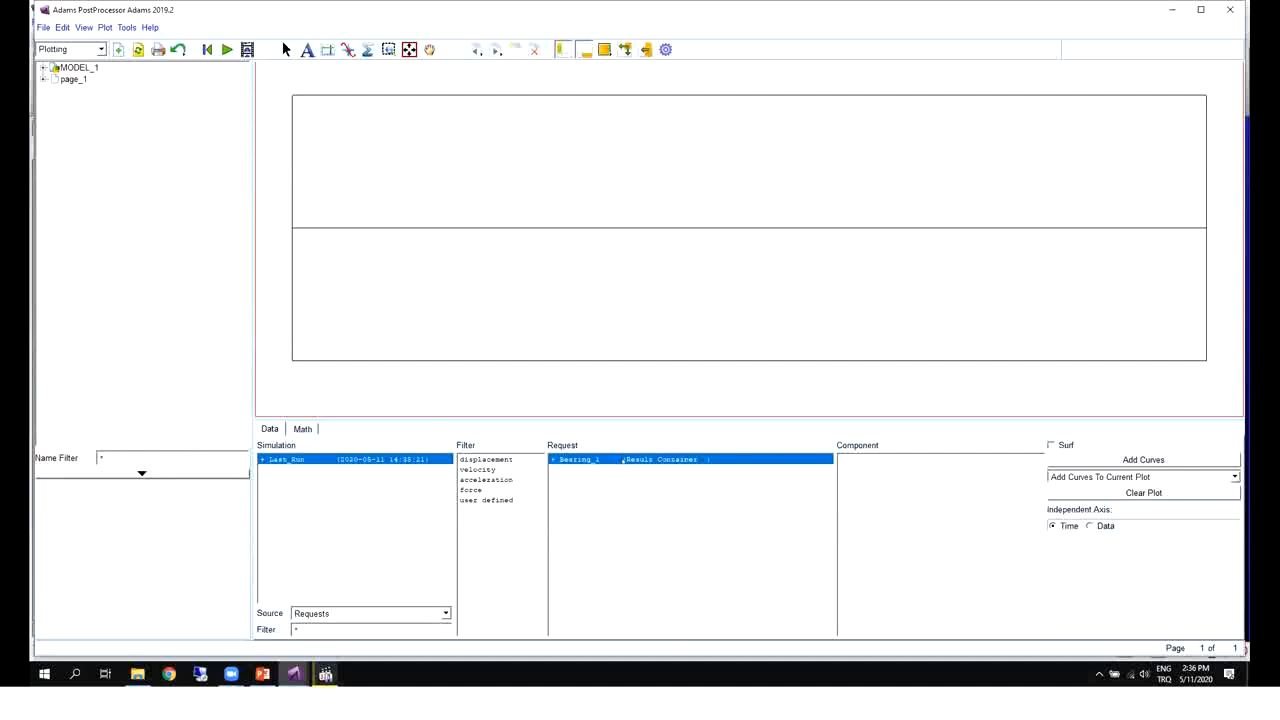 Adams PostProcessor Adams 2019.2
File Edit View Plot Tools Help
Plotting
MODEL_1
page_1
Data Math
Simulation Filter Request Component Surf
+ Last_Run (2020-05-11 14:35:21) displacement + Bearing_1 (Result Container ) Add Curves
Name Filter *
velocity
acceleration
force
user defined
Add Curves To Current Plot
Clear Plot
Independent Axis:
Time Data
Source Requests
Filter *
Page 1 of 1
ENG 2:36 PM
TRQ 5/11/2020